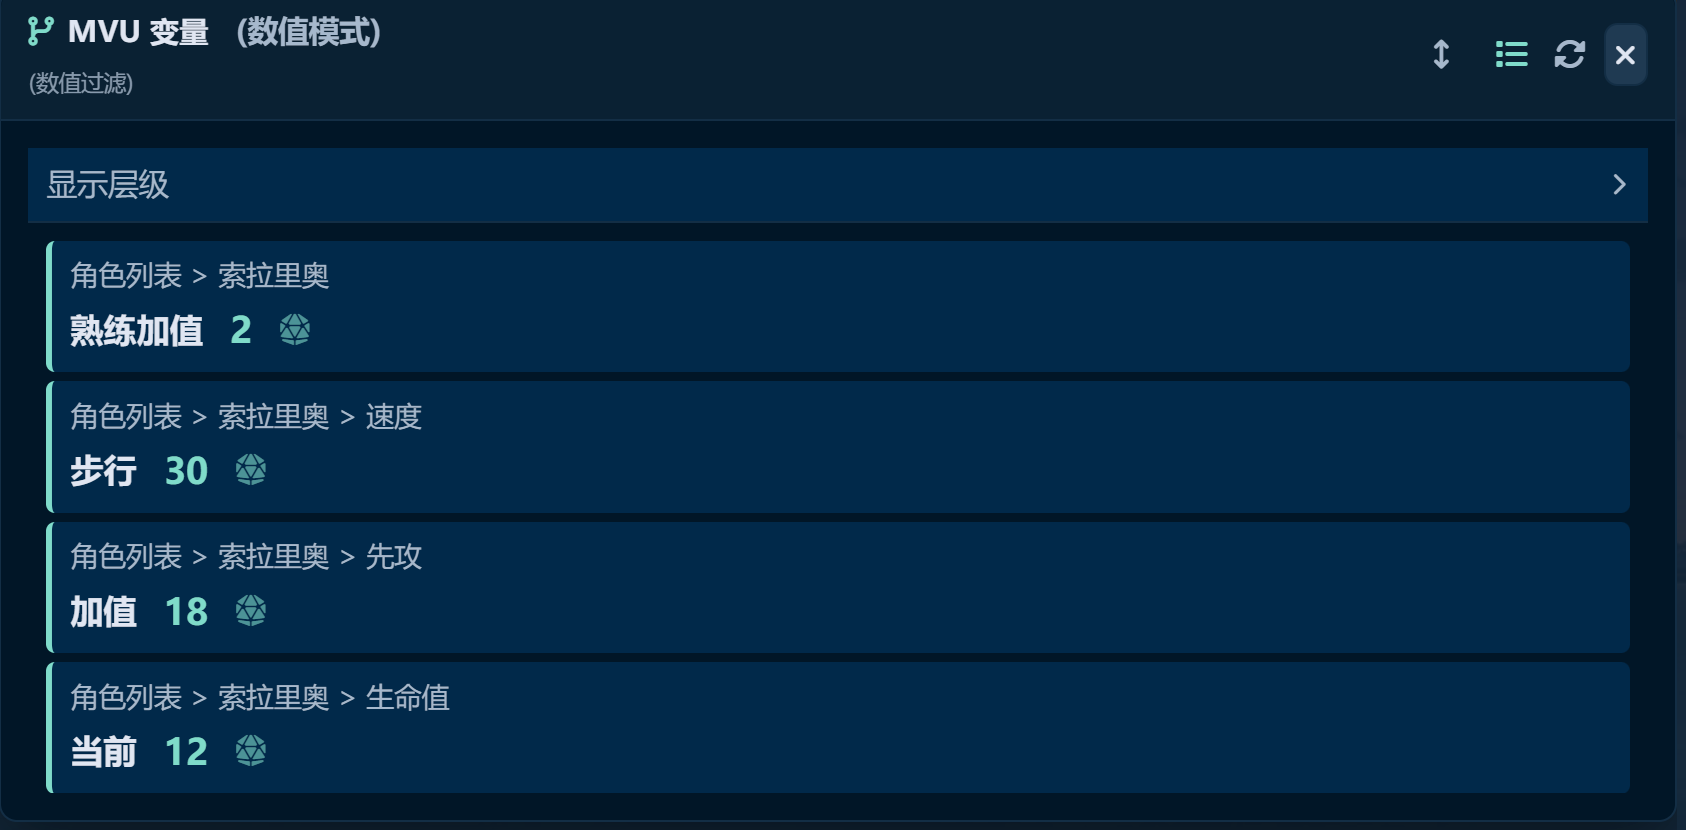 MVU 变量 (数值模式)
(数值过滤)
显示层级
角色列表 > 索拉里奥
熟练加值 2
角色列表 > 索拉里奥 > 速度
步行 30
角色列表 > 索拉里奥 > 先攻
加值 18
角色列表 > 索拉里奥 > 生命值
当前 12